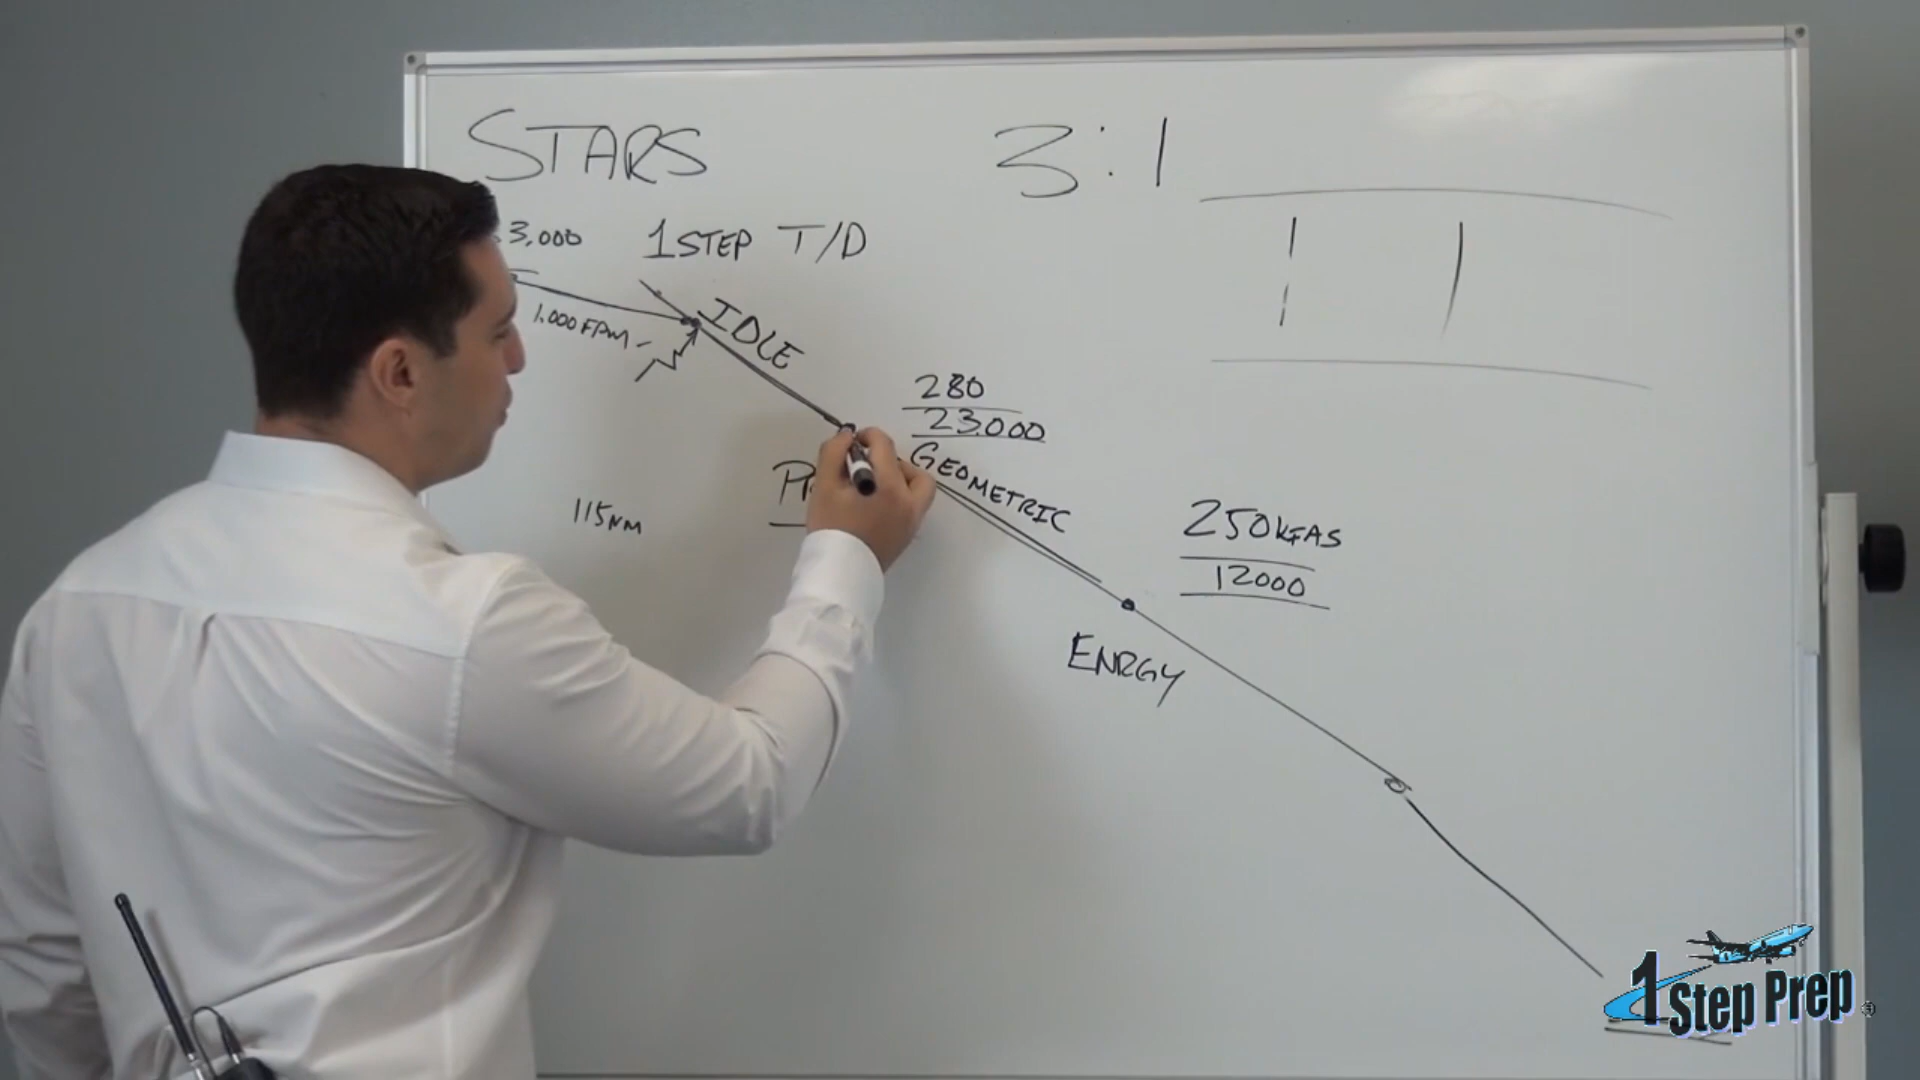 STARS
3:1
3,000
1STEP T/D
1.000 FPM
IDLE
280
23.000
GEOMETRIC
115NM
250KIAS
12000
ENRGY
1 Step Prep